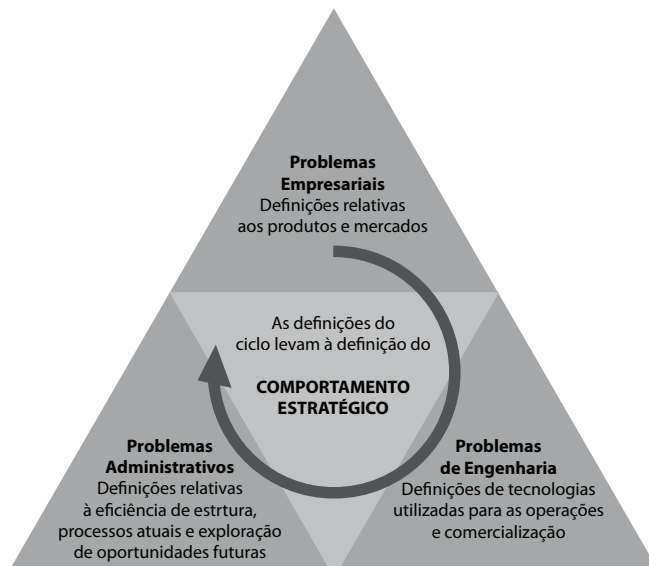 Problemas
Empresariais
Definições relativas
aos produtos e mercados
As definições do
ciclo levam à definição do
COMPORTAMENTO
ESTRATÉGICO
Problemas
Administrativos
Definições relativas
à eficiência de estrtura,
processos atuais e exploração
de oportunidades futuras
Problemas
de Engenharia
Definições de tecnologias
utilizadas para as operações
e comercialização